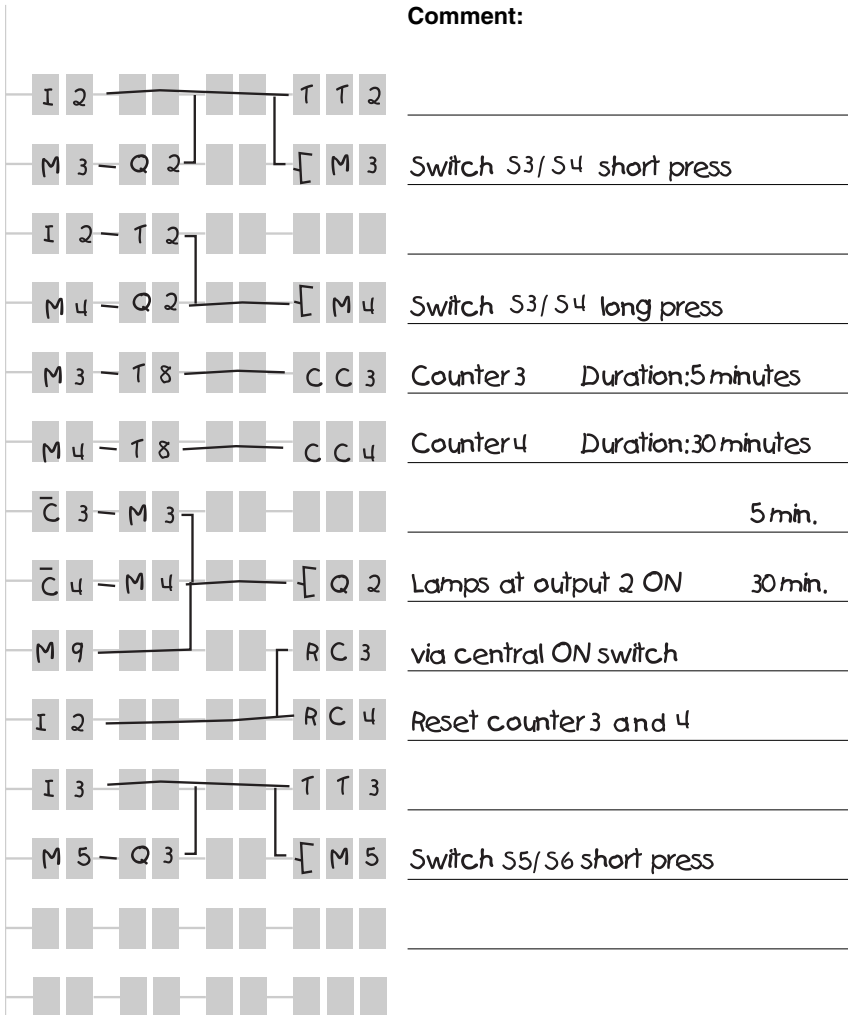 Comment:
I 2 T T 2
M 3 Q 2 [ M 3 Switch S3/S4 short press
I 2 T 2
M 4 Q 2 [ M 4 Switch S3/S4 long press
M 3 T 8 C C 3 Counter 3 Duration:5 minutes
M 4 T 8 C C 4 Counter 4 Duration:30 minutes
C̅ 3 M 3 5 min.
C̅ 4 M 4 [ Q 2 Lamps at output 2 ON 30 min.
M 9 R C 3 via central ON switch
I 2 R C 4 Reset counter 3 and 4
I 3 T T 3
M 5 Q 3 [ M 5 Switch S5/S6 short press